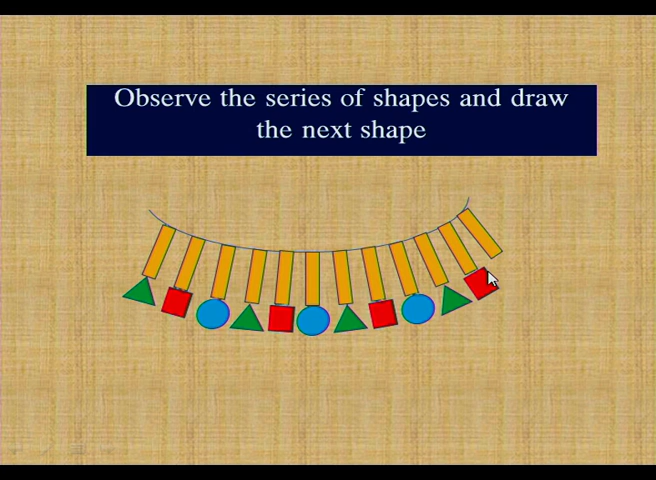 Observe the series of shapes and draw
the next shape